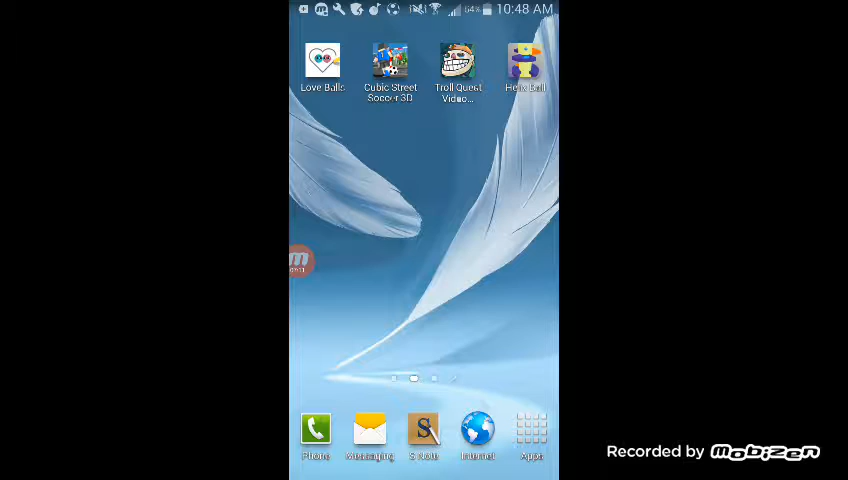 54% 10:48 AM
Love Balls
Cubic Street
Soccer 3D
Troll Quest
Video...
Helix Ball
Phone
Messaging
S Note
Internet
Apps
Recorded by Mobizen